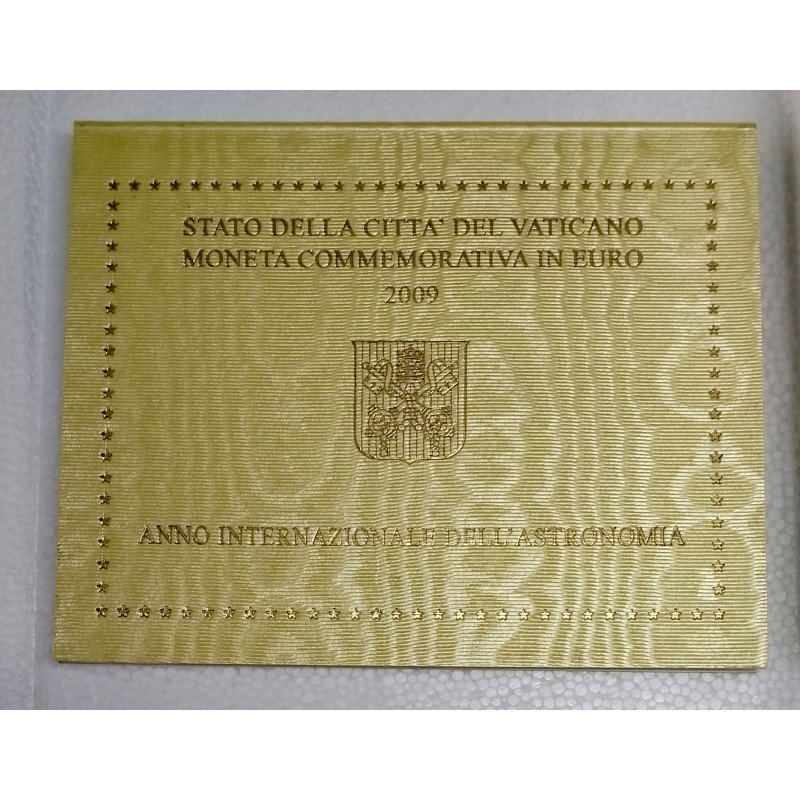 STATO DELLA CITTA' DEL VATICANO
MONETA COMMEMORATIVA IN EURO
2009
ANNO INTERNAZIONALE DELL'ASTRONOMIA